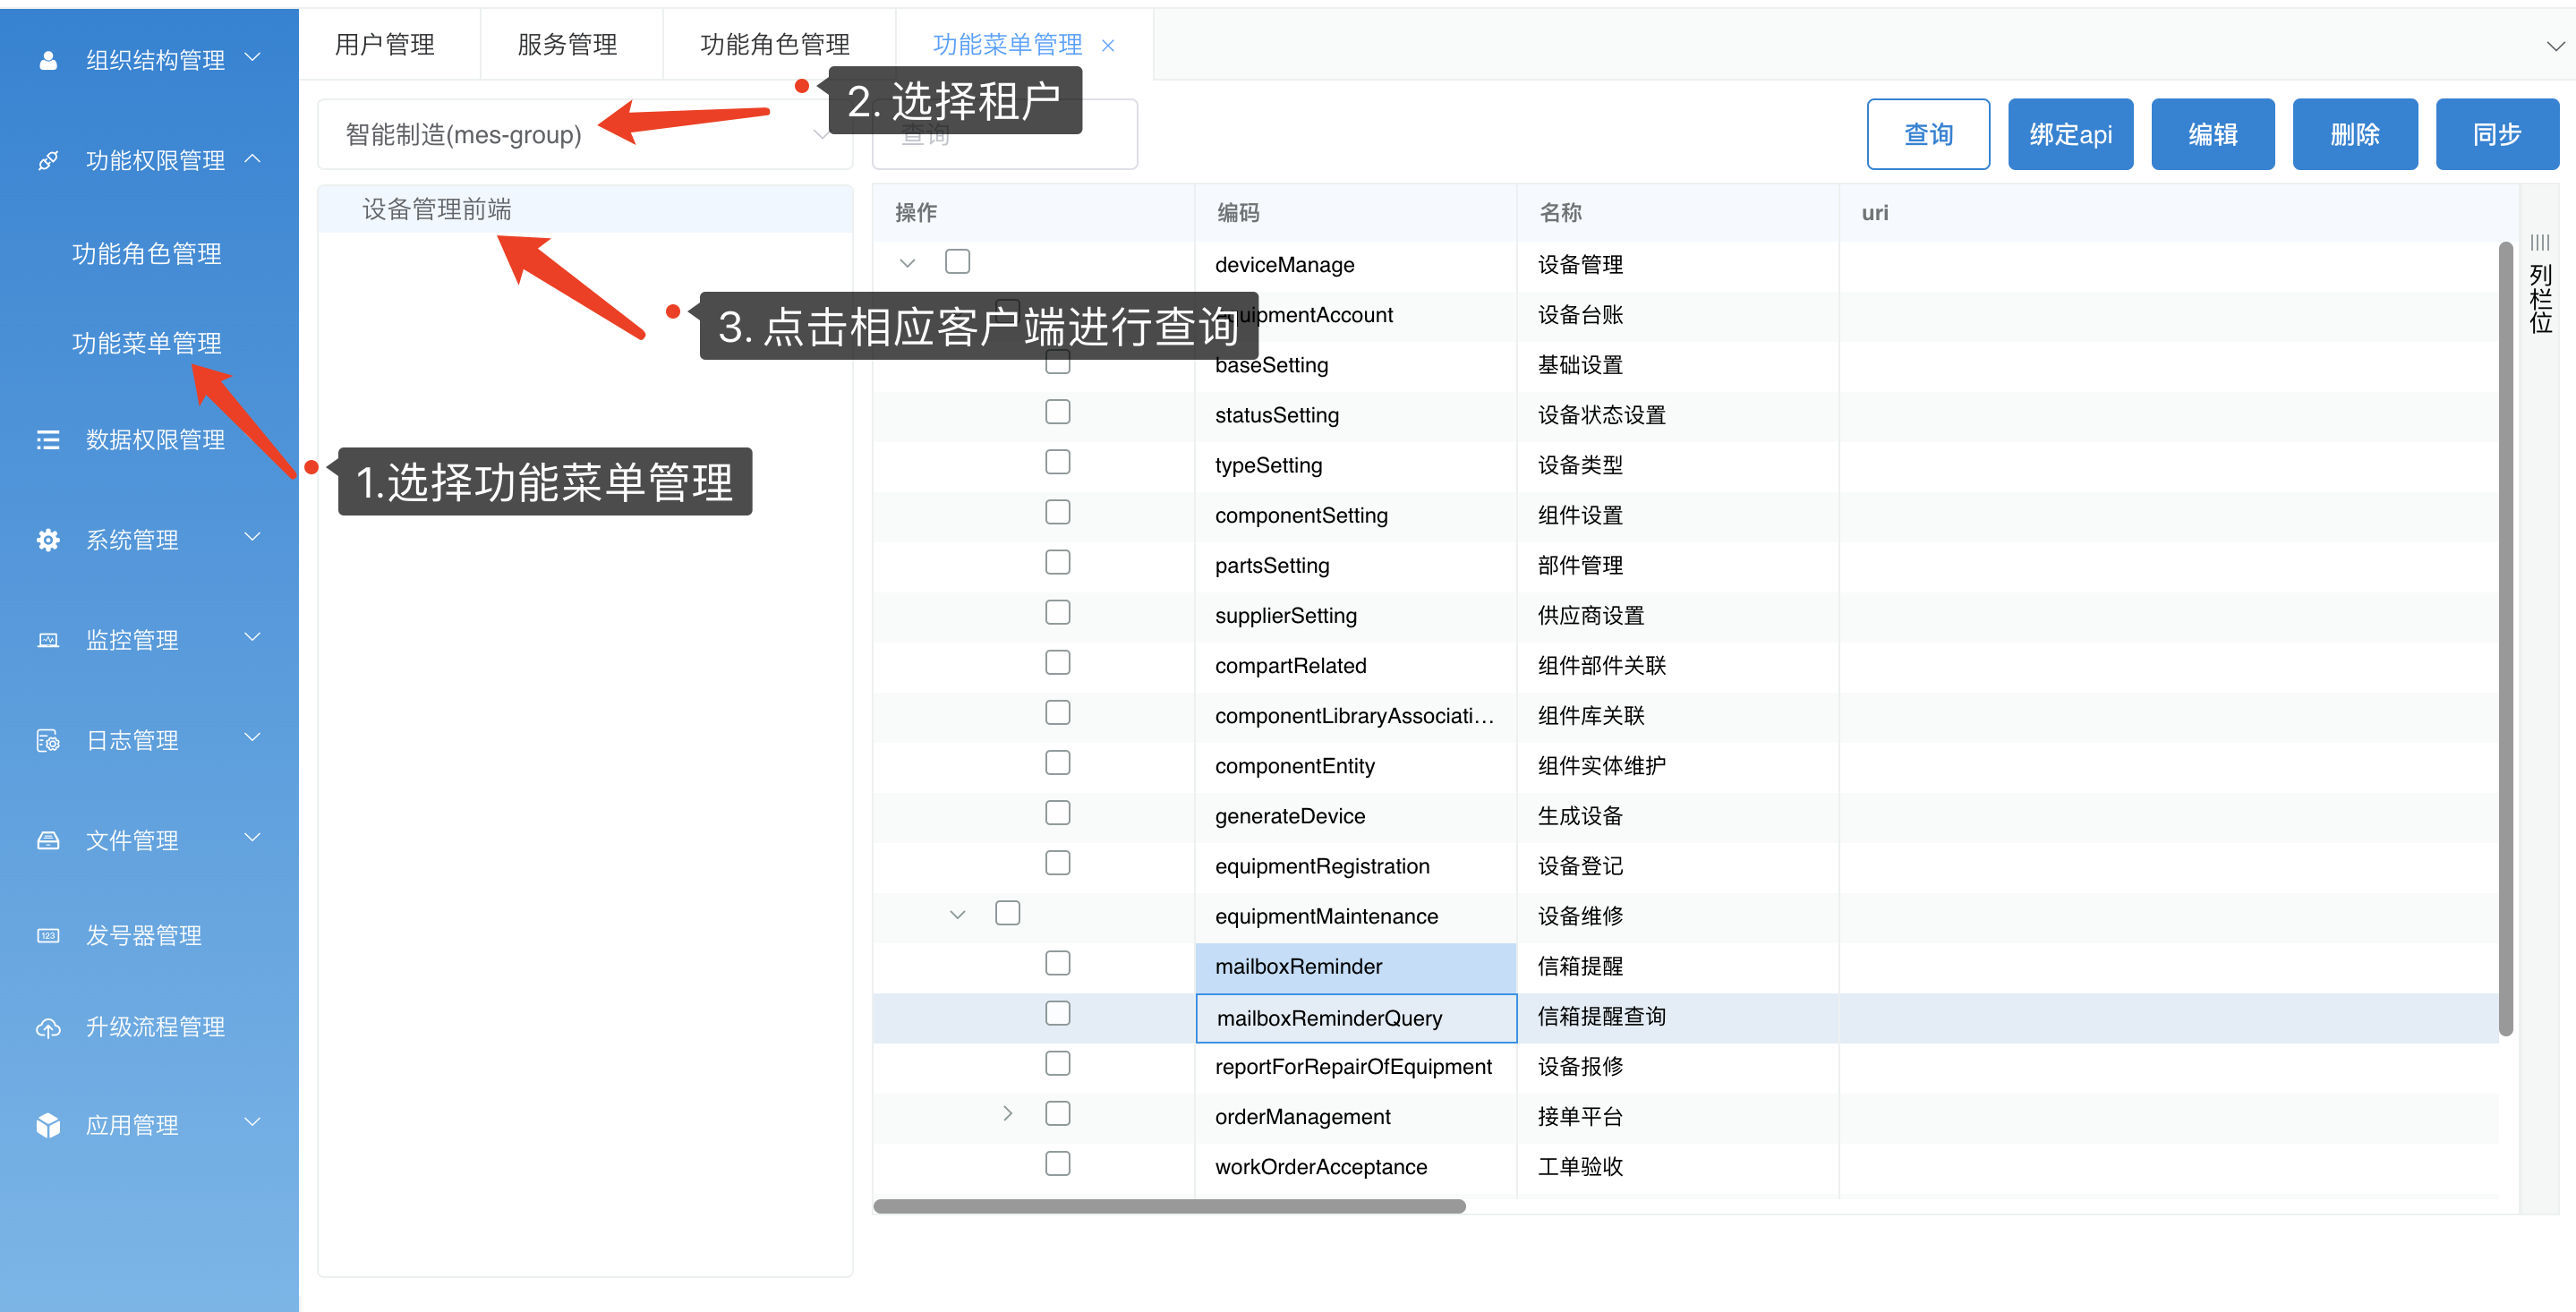 组织结构管理
功能权限管理
功能角色管理
功能菜单管理
数据权限管理
系统管理
监控管理
日志管理
文件管理
123
发号器管理
升级流程管理
应用管理
用户管理 服务管理 功能角色管理 功能菜单管理
2. 选择租户
智能制造(mes-group)
查询
查询 绑定api 编辑 删除 同步
设备管理前端
3. 点击相应客户端进行查询
1.选择功能菜单管理
操作 编码 名称 uri
deviceManage 设备管理
quipmentAccount 设备台账
baseSetting 基础设置
statusSetting 设备状态设置
typeSetting 设备类型
componentSetting 组件设置
partsSetting 部件管理
supplierSetting 供应商设置
compartRelated 组件部件关联
componentLibraryAssociati... 组件库关联
componentEntity 组件实体维护
generateDevice 生成设备
equipmentRegistration 设备登记
equipmentMaintenance 设备维修
mailboxReminder 信箱提醒
mailboxReminderQuery 信箱提醒查询
reportForRepairOfEquipment 设备报修
orderManagement 接单平台
workOrderAcceptance 工单验收
列栏位